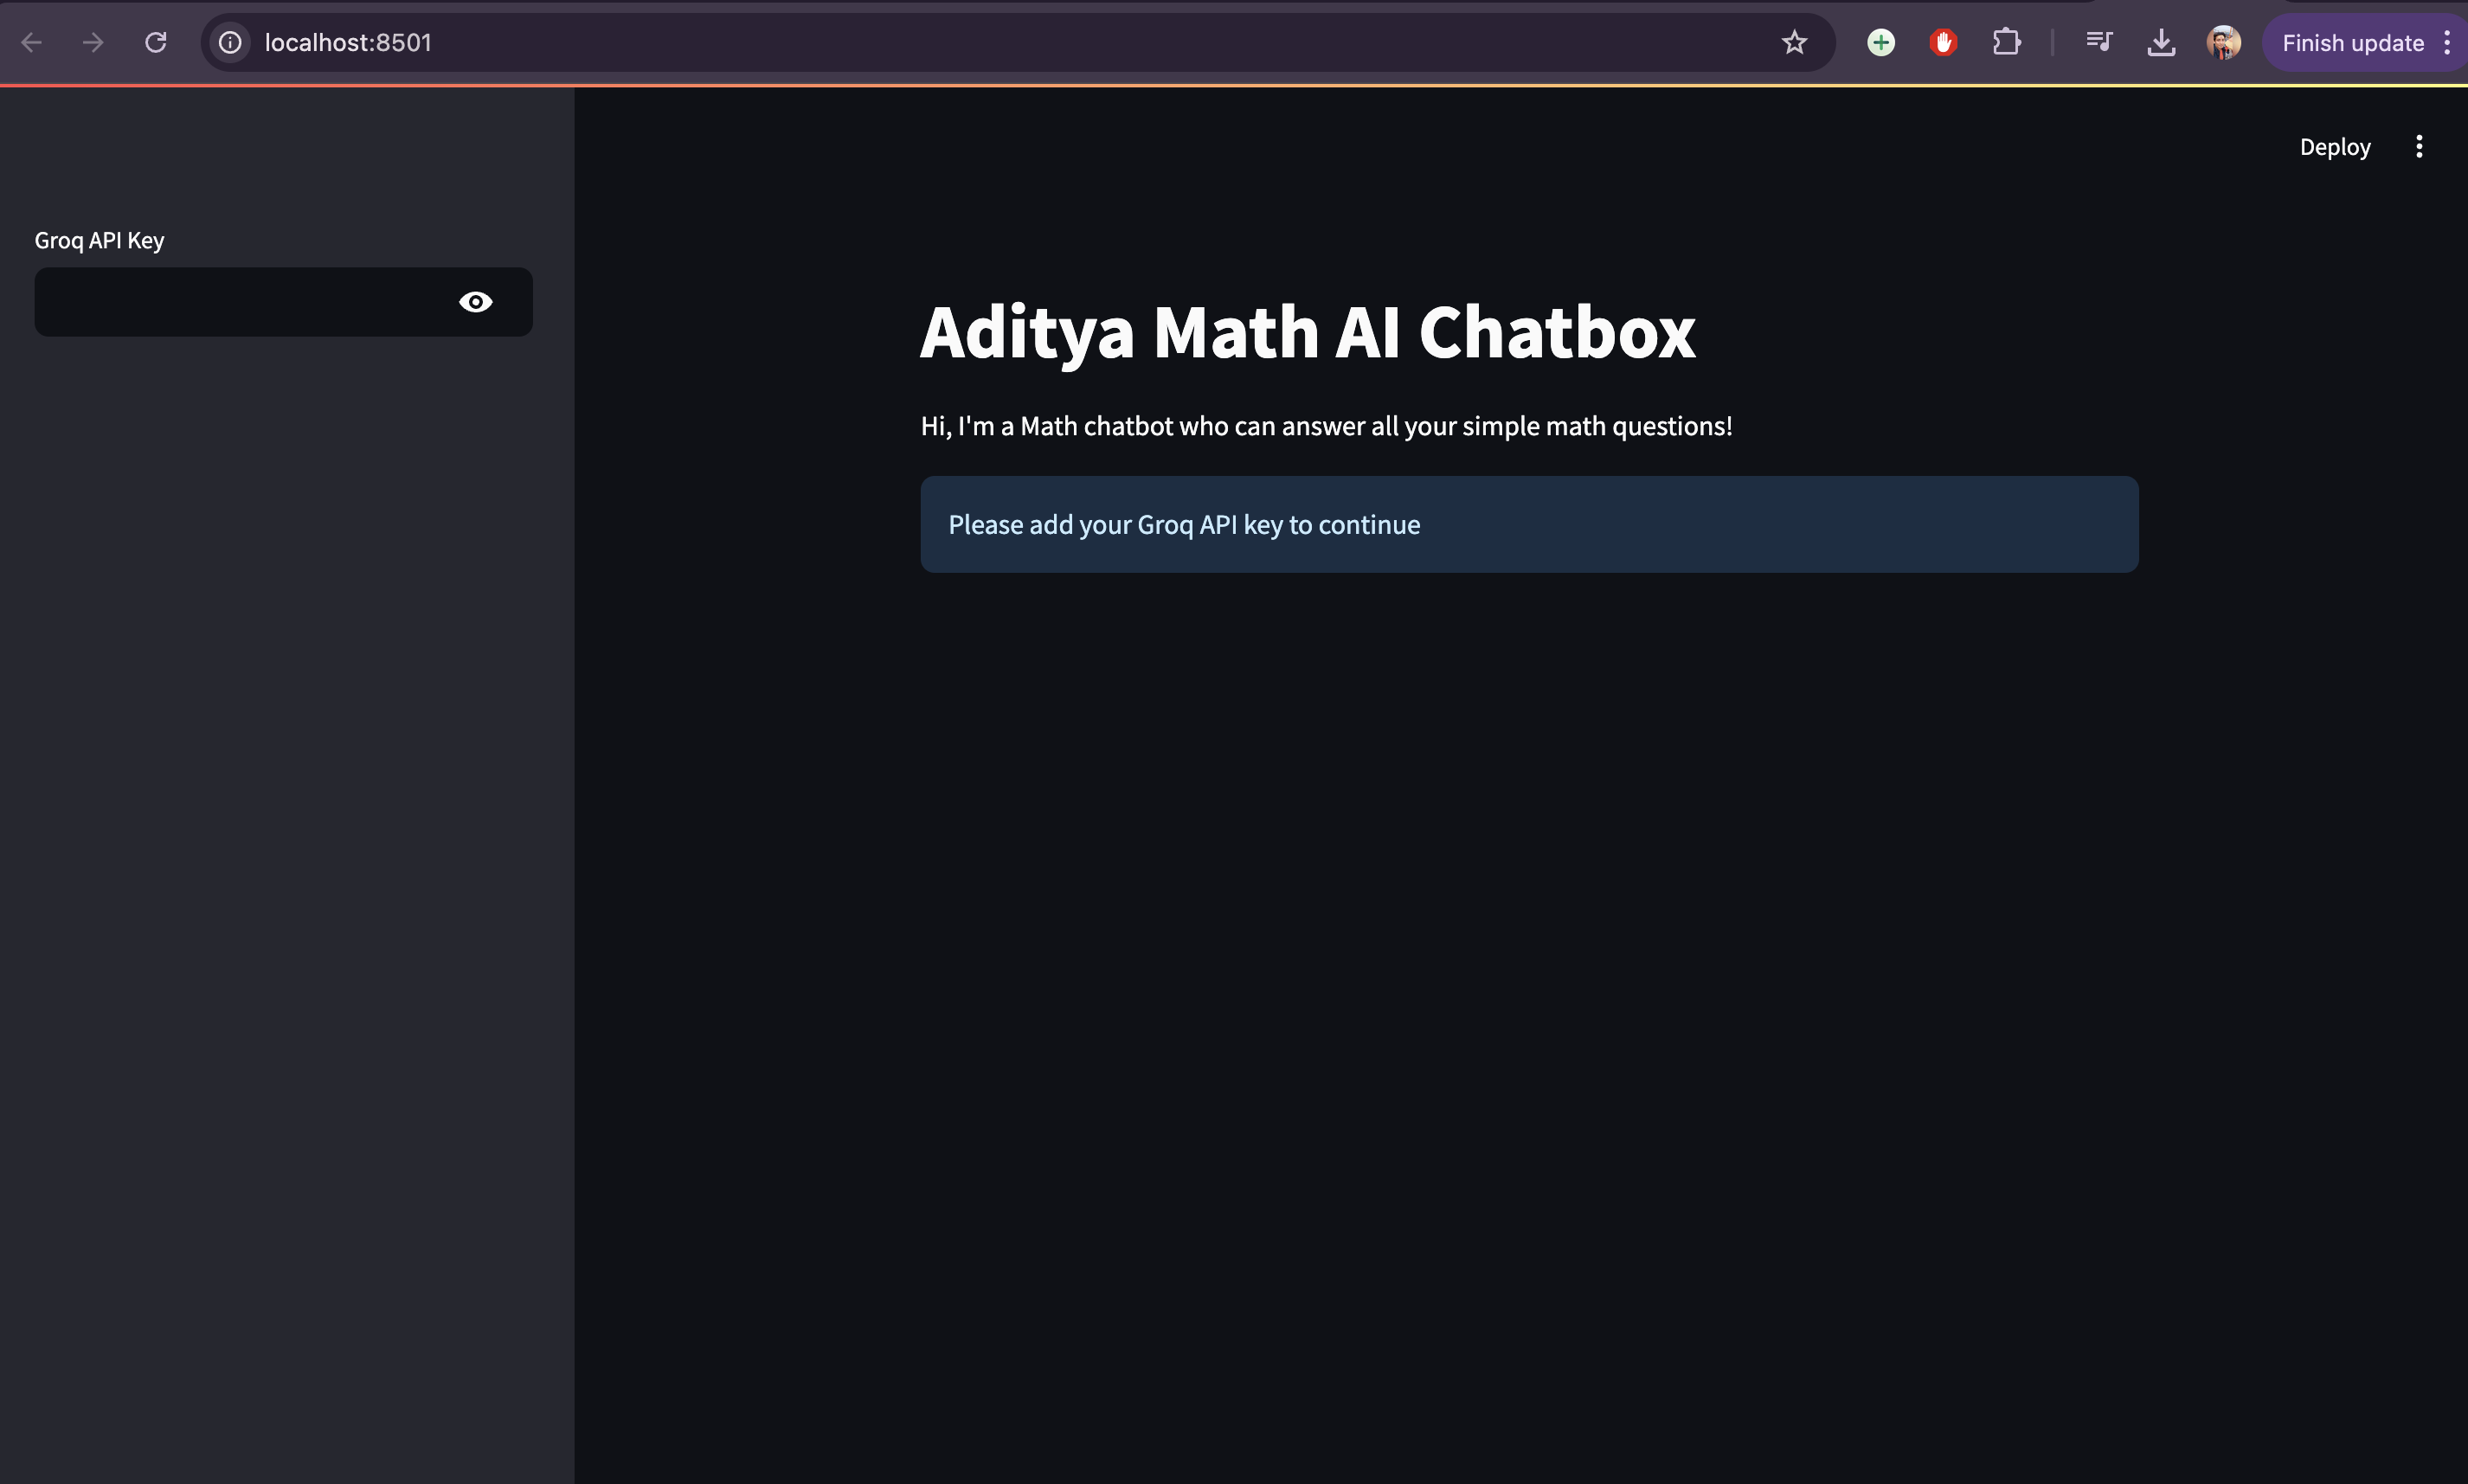 localhost:8501
Finish update
Deploy
Groq API Key
Aditya Math AI Chatbox
Hi, I'm a Math chatbot who can answer all your simple math questions!
Please add your Groq API key to continue